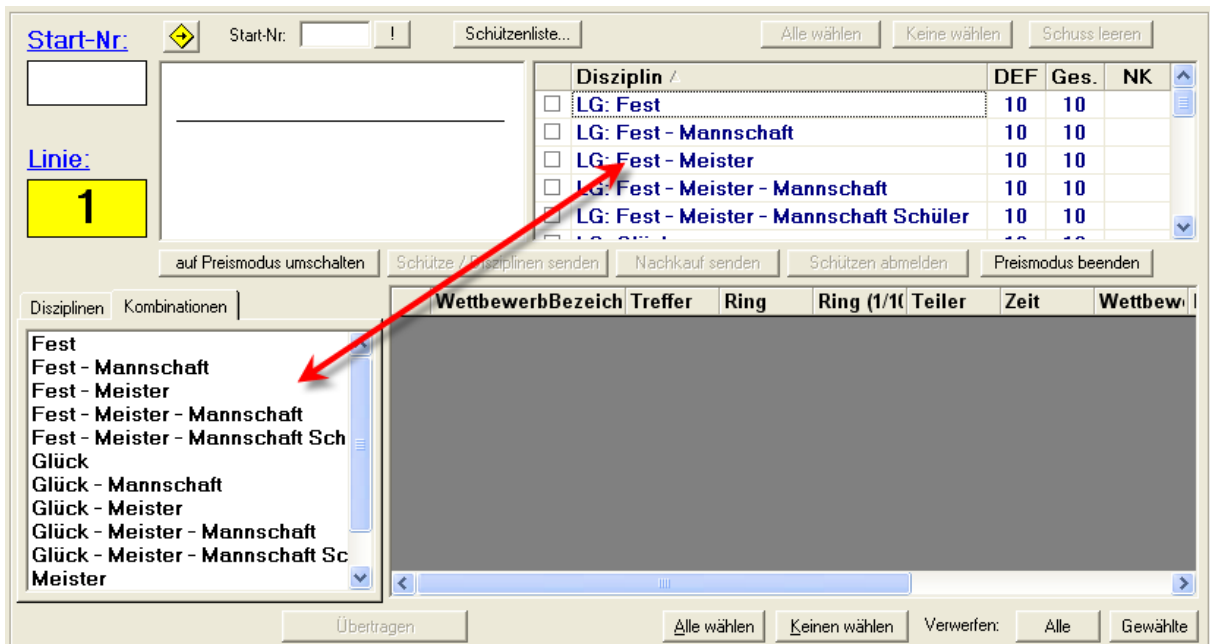 Start-Nr:
Start-Nr:
!
Schützenliste...
Alle wählen
Keine wählen
Schuss leeren
Disziplin DEF Ges. NK
LG: Fest 10 10
LG: Fest - Mannschaft 10 10
LG: Fest - Meister 10 10
LG: Fest - Meister - Mannschaft 10 10
LG: Fest - Meister - Mannschaft Schüler 10 10
Linie:
1
auf Preismodus umschalten
Schütze / Disziplinen senden
Nachkauf senden
Schützen abmelden
Preismodus beenden
Disziplinen
Kombinationen
Fest
Fest - Mannschaft
Fest - Meister
Fest - Meister - Mannschaft
Fest - Meister - Mannschaft Sch
Glück
Glück - Mannschaft
Glück - Meister
Glück - Meister - Mannschaft
Glück - Meister - Mannschaft Sc
Meister
WettbewerbBezeich Treffer Ring Ring (1/10 Teiler Zeit Wettbew
Übertragen
Alle wählen
Keinen wählen
Verwerfen:
Alle
Gewählte